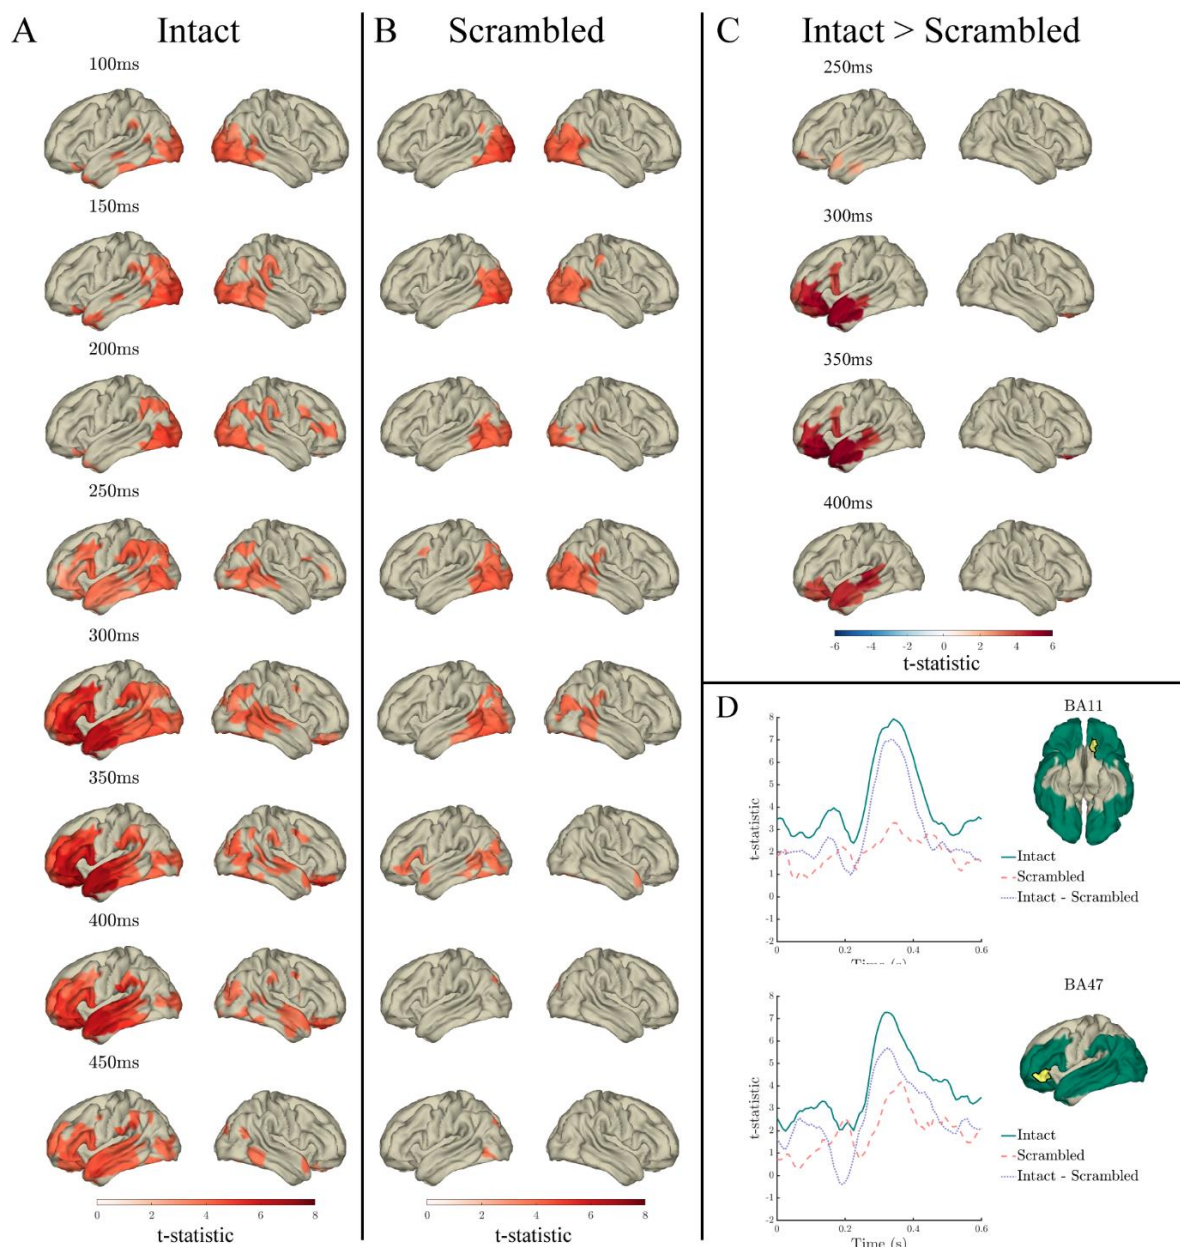 A Intact
B Scrambled
C Intact > Scrambled
100ms
150ms
200ms
250ms
300ms
350ms
400ms
450ms
0 2 4 6 8
t-statistic
0 2 4 6 8
t-statistic
250ms
300ms
350ms
400ms
-6 -4 -2 0 2 4 6
t-statistic
D
BA11
8
7
6
5
4
3
2
1
0
-1
-2
t-statistic
0 0.2 0.4 0.6
Time (s)
Intact
Scrambled
Intact - Scrambled
BA47
8
7
6
5
4
3
2
1
0
-1
-2
t-statistic
0 0.2 0.4 0.6
Time (s)
Intact
Scrambled
Intact - Scrambled